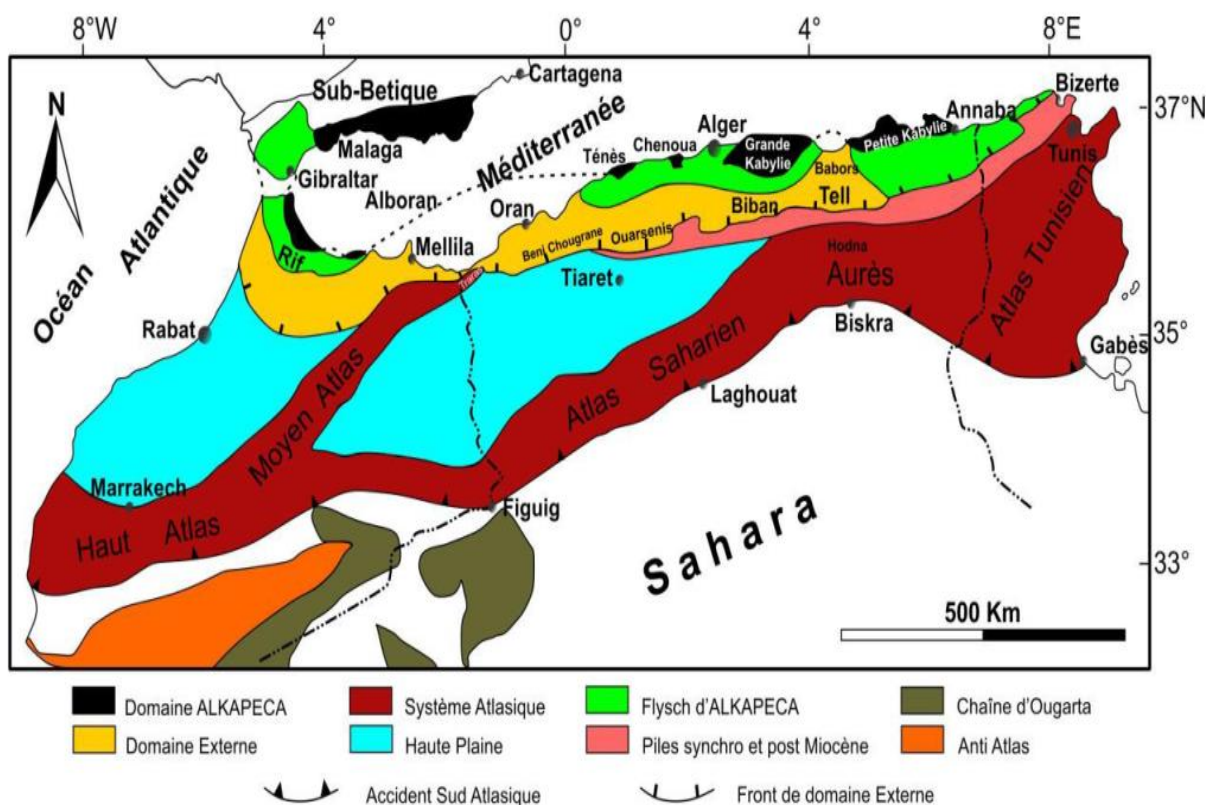 8°W 4° 0° 4° 8°E
N
Cartagena
Sub-Betique
Bizerte
37°N
Malaga
Méditerranée
Alger
Annaba
Ténès
Chenoua
Grande
Kabylie
Petite Kabylie
Tunis
Gibraltar
Alboran
Babors
Océan Atlantique
Oran
Biban
Tell
Ouarsenis
Beni Chougrane
Rif
Mellila
Hodna
Tiaret
Aurès
Atlas Tunisien
Rabat
Biskra
35°
Gabès
Moyen Atlas
Atlas Saharien
Laghouat
Marrakech
Figuig
Haut Atlas
Sahara
33°
500 Km
Domaine ALKAPECA
Système Atlasique
Flysch d'ALKAPECA
Chaîne d'Ougarta
Domaine Externe
Haute Plaine
Piles synchro et post Miocène
Anti Atlas
Accident Sud Atlasique
Front de domaine Externe